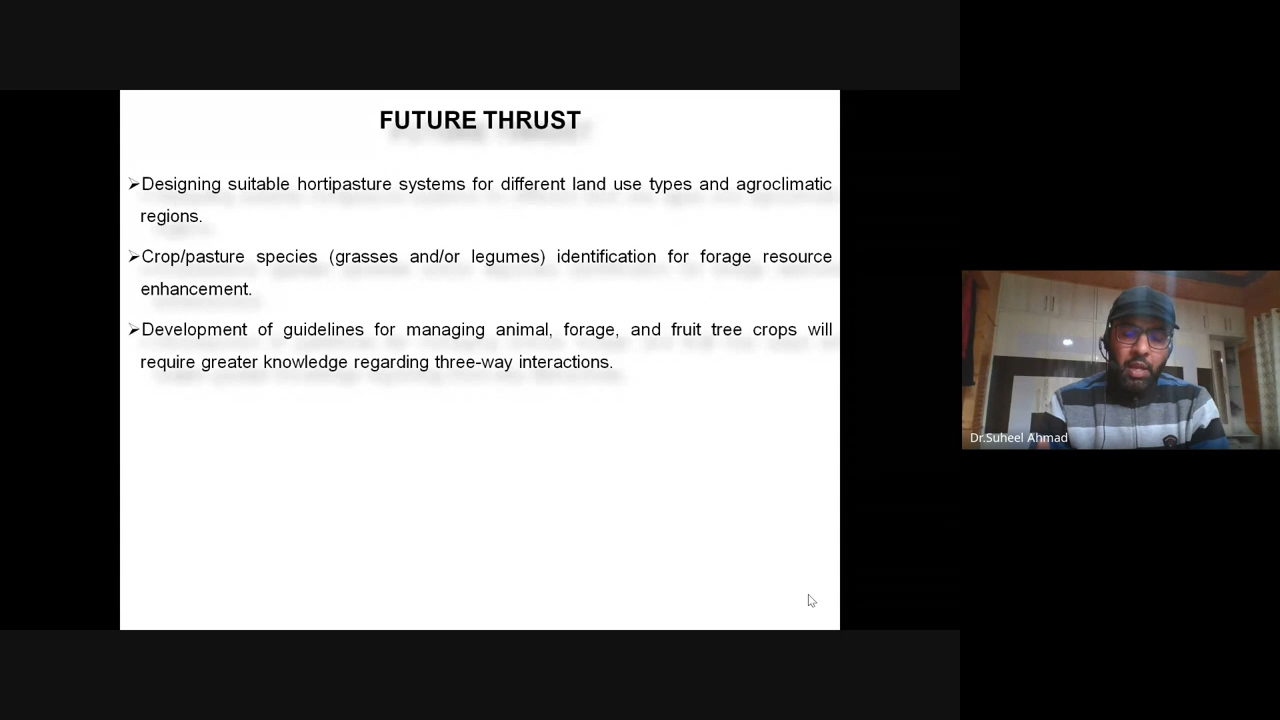 FUTURE THRUST
➢Designing suitable hortipasture systems for different land use types and agroclimatic
regions.
➢Crop/pasture species (grasses and/or legumes) identification for forage resource
enhancement.
➢Development of guidelines for managing animal, forage, and fruit tree crops will
require greater knowledge regarding three-way interactions.
Dr.Suheel Ahmad